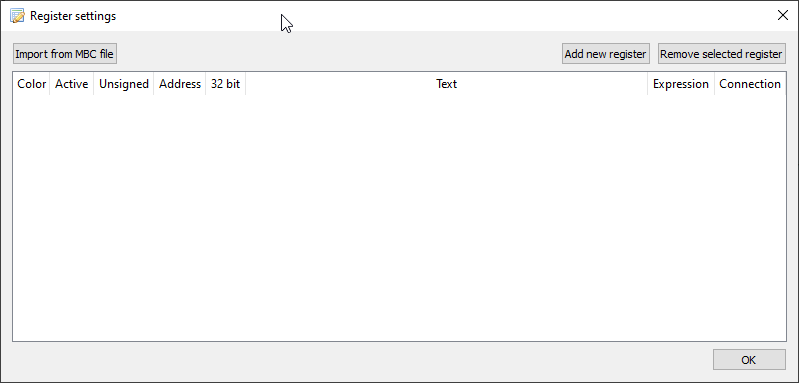 Register settings
Import from MBC file Add new register Remove selected register
Color Active Unsigned Address 32 bit Text Expression Connection
OK